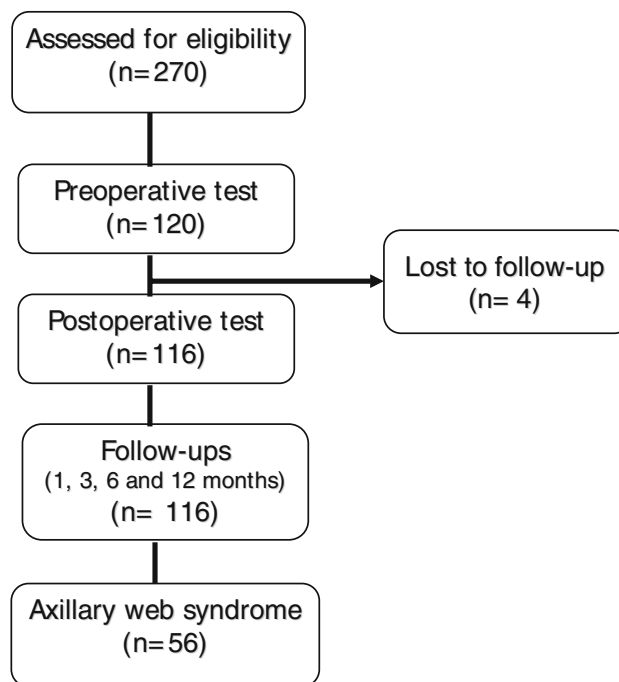 Assessed for eligibility
(n=270)
Preoperative test
(n=120)
Lost to follow-up
(n= 4)
Postoperative test
(n=116)
Follow-ups
(1, 3, 6 and 12 months)
(n= 116)
Axillary web syndrome
(n=56)